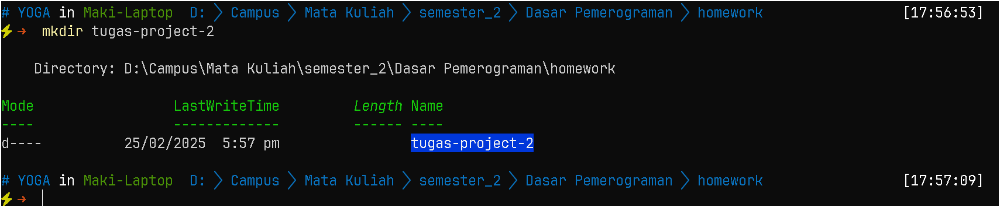 # YOGA in Maki-Laptop D: > Campus > Mata Kuliah > semester_2 > Dasar Pemerograman > homework [17:56:53]
⚡ → mkdir tugas-project-2
Directory: D:\Campus\Mata Kuliah\semester_2\Dasar Pemerograman\homework
Mode LastWriteTime Length Name
---- ------------- ------ ----
d---- 25/02/2025 5:57 pm tugas-project-2
# YOGA in Maki-Laptop D: > Campus > Mata Kuliah > semester_2 > Dasar Pemerograman > homework [17:57:09]
⚡ →